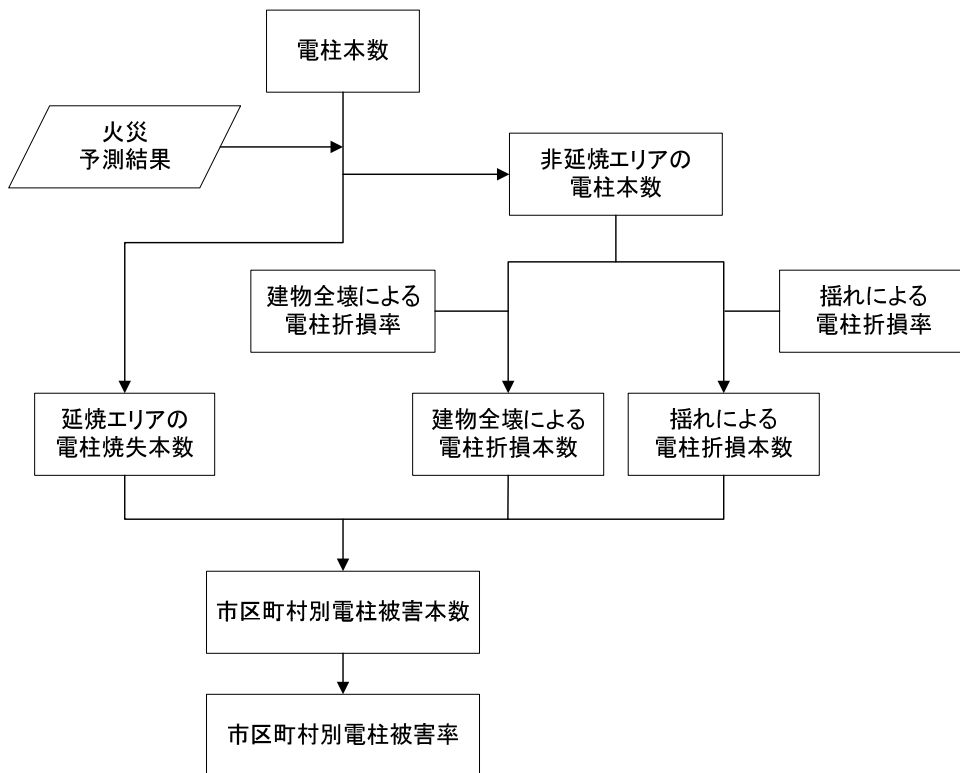 電柱本数
火災
予測結果
非延焼エリアの
電柱本数
建物全壊による
電柱折損率
揺れによる
電柱折損率
延焼エリアの
電柱焼失本数
建物全壊による
電柱折損本数
揺れによる
電柱折損本数
市区町村別電柱被害本数
市区町村別電柱被害率